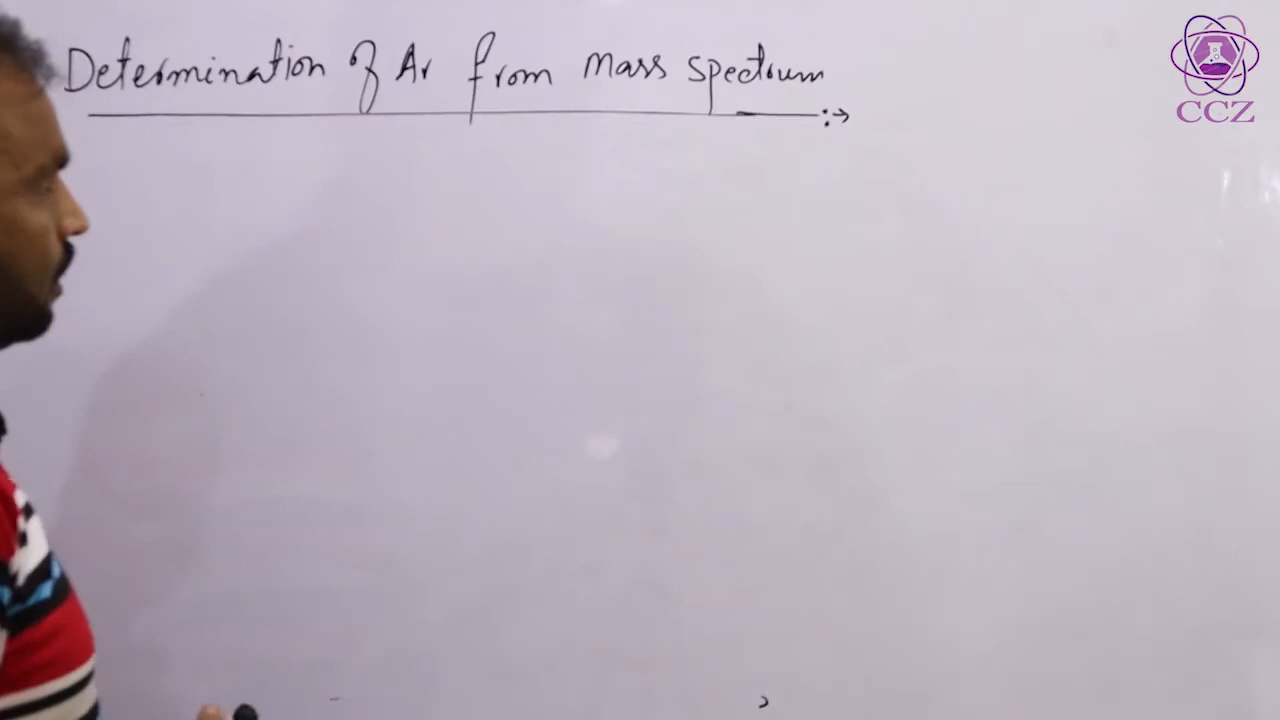 Determination of Ar from Mass spectrum :→
CCZ